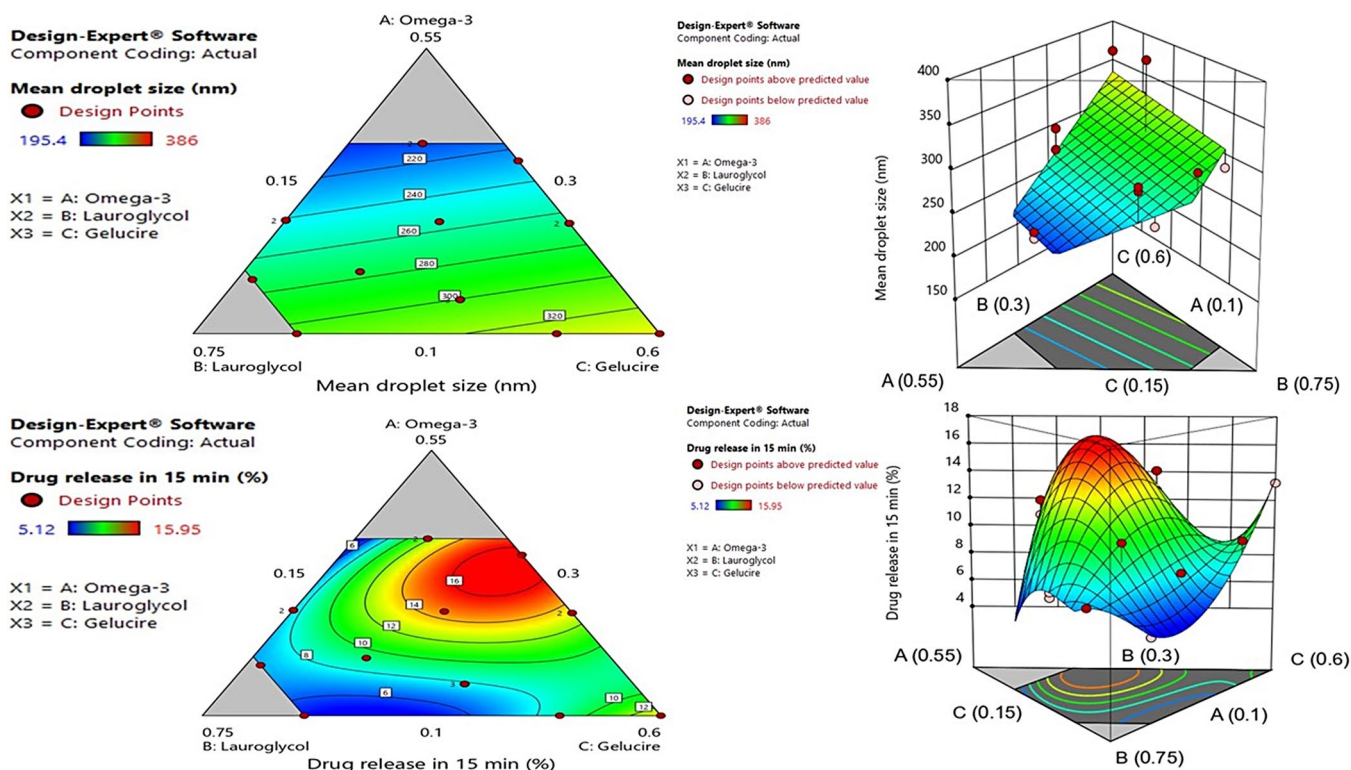 Design-Expert® Software
Component Coding: Actual
Mean droplet size (nm)
Design Points
195.4 386
X1 = A: Omega-3
X2 = B: Lauroglycol
X3 = C: Gelucire
A: Omega-3
0.55
2
220
0.15
0.3
240
2
2
260
280
300
320
0.75
0.1
0.6
B: Lauroglycol
C: Gelucire
Mean droplet size (nm)
Design-Expert® Software
Component Coding: Actual
Mean droplet size (nm)
Design points above predicted value
Design points below predicted value
195.4 386
X1 = A: Omega-3
X2 = B: Lauroglycol
X3 = C: Gelucire
Mean droplet size (nm)
400
350
300
250
200
150
C (0.6)
B (0.3)
A (0.1)
A (0.55)
C (0.15)
B (0.75)
Design-Expert® Software
Component Coding: Actual
Drug release in 15 min (%)
Design Points
5.12 15.95
X1 = A: Omega-3
X2 = B: Lauroglycol
X3 = C: Gelucire
A: Omega-3
0.55
6
2
0.15
0.3
16
14
2
2
12
10
8
3
6
10
12
0.75
0.1
0.6
B: Lauroglycol
C: Gelucire
Drug release in 15 min (%)
Design-Expert® Software
Component Coding: Actual
Drug release in 15 min (%)
Design points above predicted value
Design points below predicted value
5.12 15.95
X1 = A: Omega-3
X2 = B: Lauroglycol
X3 = C: Gelucire
Drug release in 15 min (%)
18
16
14
12
10
8
6
4
A (0.55)
B (0.3)
C (0.6)
C (0.15)
A (0.1)
B (0.75)